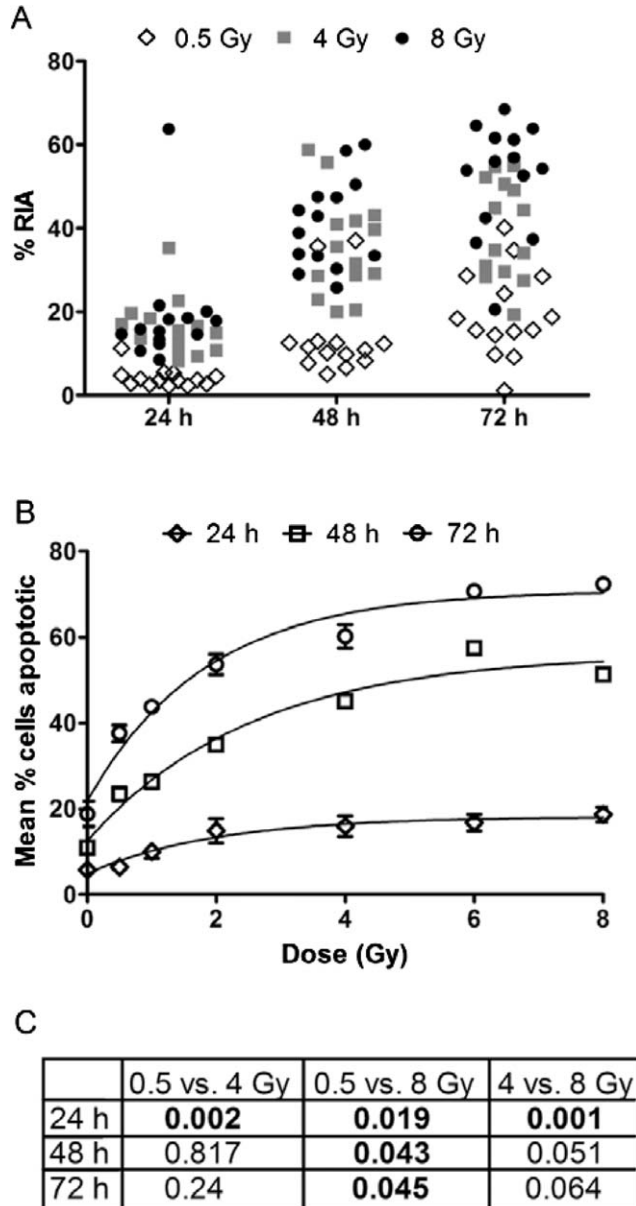 A
0.5 Gy 4 Gy 8 Gy
80
60
40
20
0
% RIA
24 h 48 h 72 h
B
24 h 48 h 72 h
80
60
40
20
0
Mean % cells apoptotic
0 2 4 6 8
Dose (Gy)
C
0.5 vs. 4 Gy 0.5 vs. 8 Gy 4 vs. 8 Gy
24 h 0.002 0.019 0.001
48 h 0.817 0.043 0.051
72 h 0.24 0.045 0.064